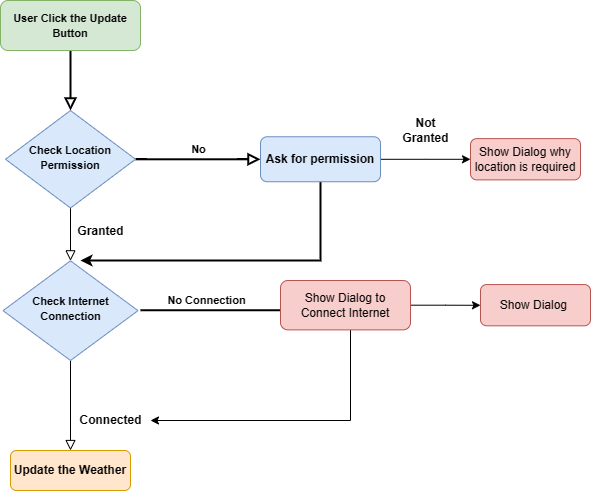 User Click the Update
Button
Check Location
Permission
No
Ask for permission
Not
Granted
Show Dialog why
location is required
Granted
Check Internet
Connection
No Connection
Show Dialog to
Connect Internet
Show Dialog
Connected
Update the Weather